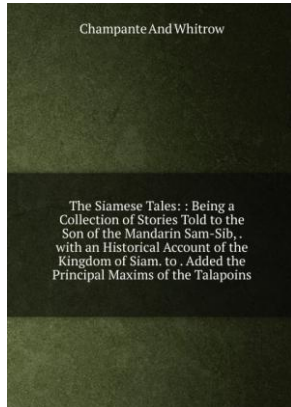 Champante And Whitrow
The Siamese Tales: : Being a
Collection of Stories Told to the
Son of the Mandarin Sam-Sib, .
with an Historical Account of the
Kingdom of Siam. to . Added the
Principal Maxims of the Talapoins